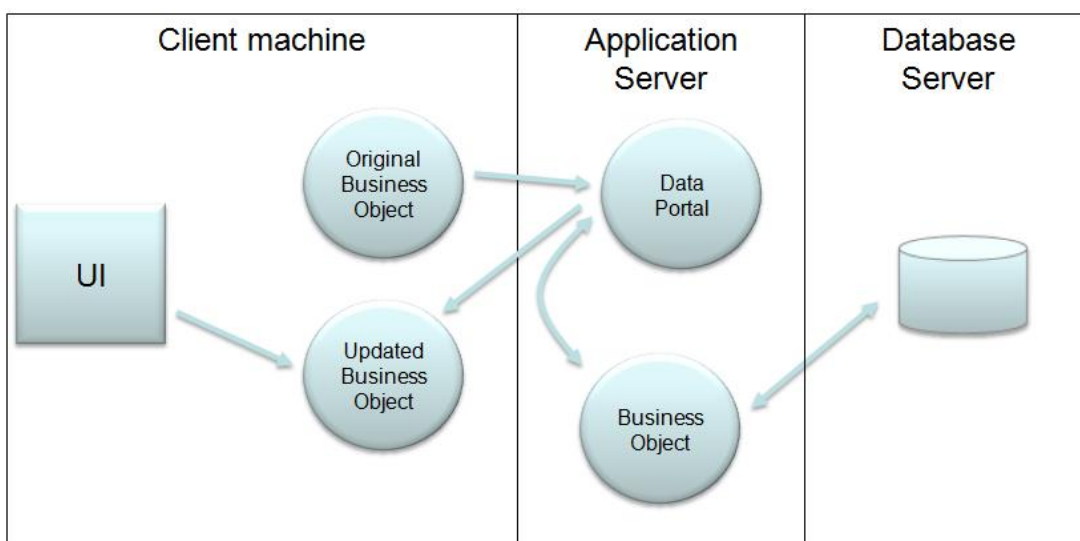 Client machine
Application
Server
Database
Server
Original
Business
Object
Data
Portal
UI
Updated
Business
Object
Business
Object